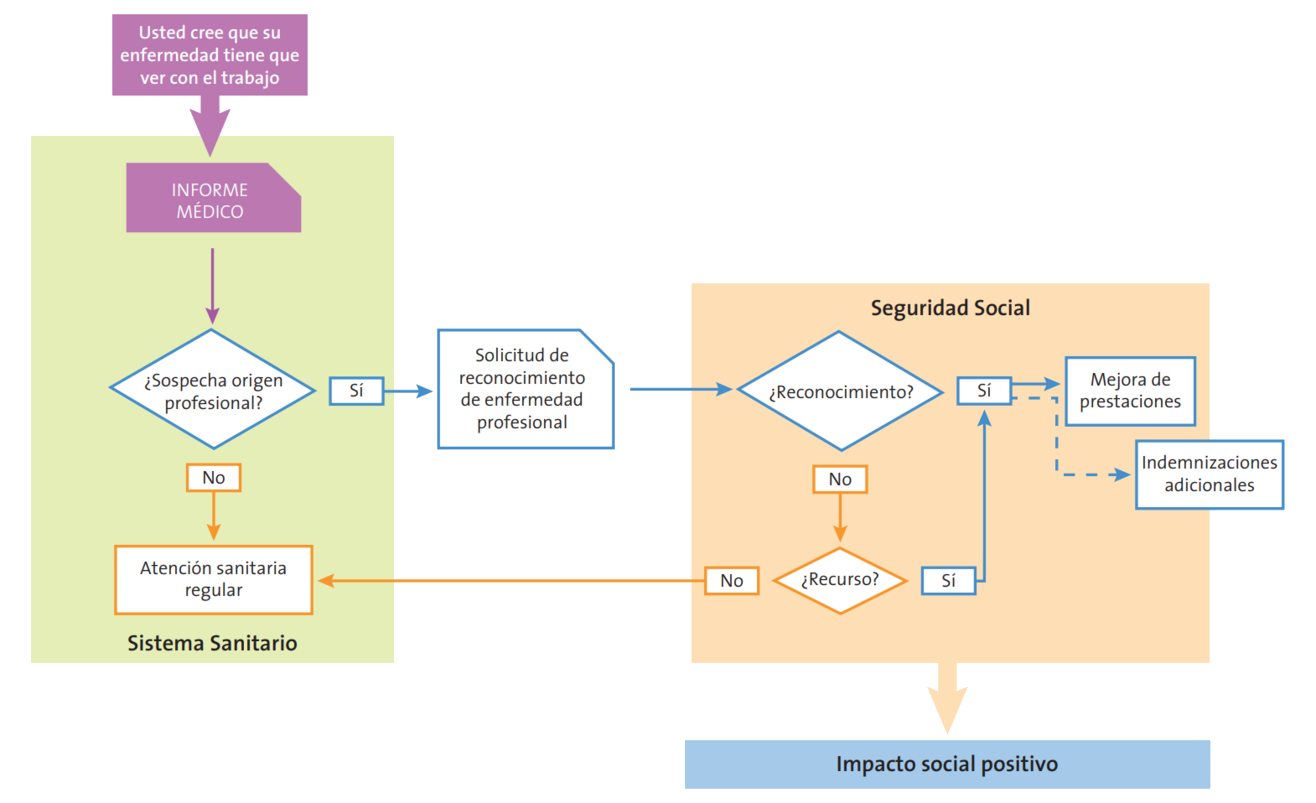 Usted cree que su
enfermedad tiene que
ver con el trabajo
INFORME
MÉDICO
¿Sospecha origen
profesional?
Sí
No
Atención sanitaria
regular
Sistema Sanitario
Solicitud de
reconocimiento
de enfermedad
profesional
Seguridad Social
¿Reconocimiento?
Sí
Mejora de
prestaciones
Indemnizaciones
adicionales
No
¿Recurso?
No
Sí
Impacto social positivo